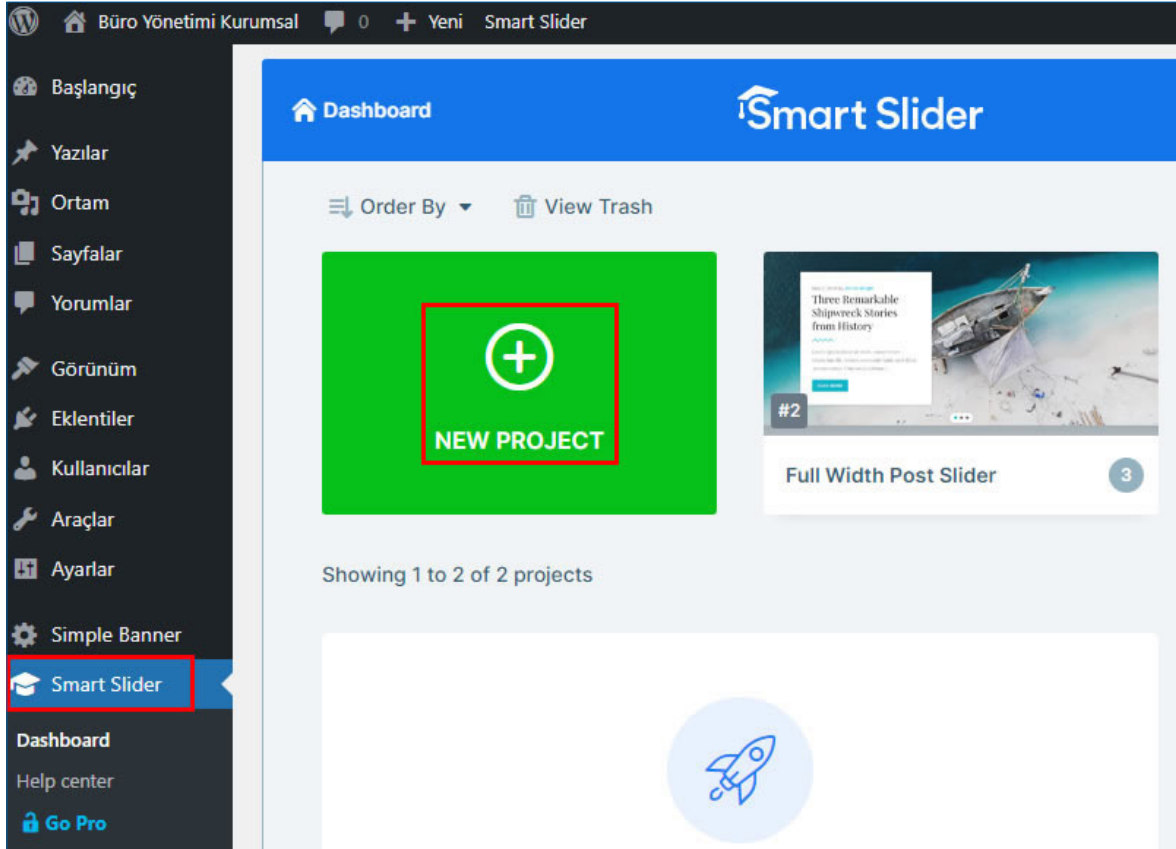 Büro Yönetimi Kurumsal 0 Yeni Smart Slider
Başlangıç
Yazılar
Ortam
Sayfalar
Yorumlar
Görünüm
Eklentiler
Kullanıcılar
Araçlar
Ayarlar
Simple Banner
Smart Slider
Dashboard
Help center
Go Pro
Dashboard
Smart Slider
Order By View Trash
NEW PROJECT
Three Remarkable
Shipwreck Stories
from History
#2
Full Width Post Slider 3
Showing 1 to 2 of 2 projects